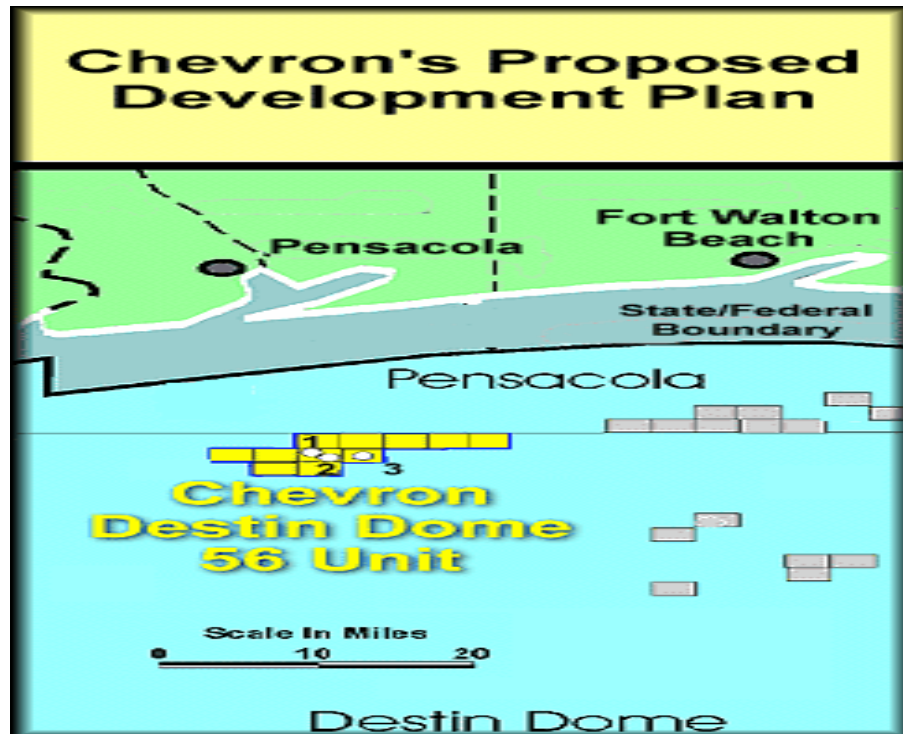 Chevron's Proposed
Development Plan
Pensacola
Fort Walton
Beach
State/Federal
Boundary
Pensacola
1
2
3
Chevron
Destin Dome
56 Unit
Scale In Miles
0 10 20
Destin Dome